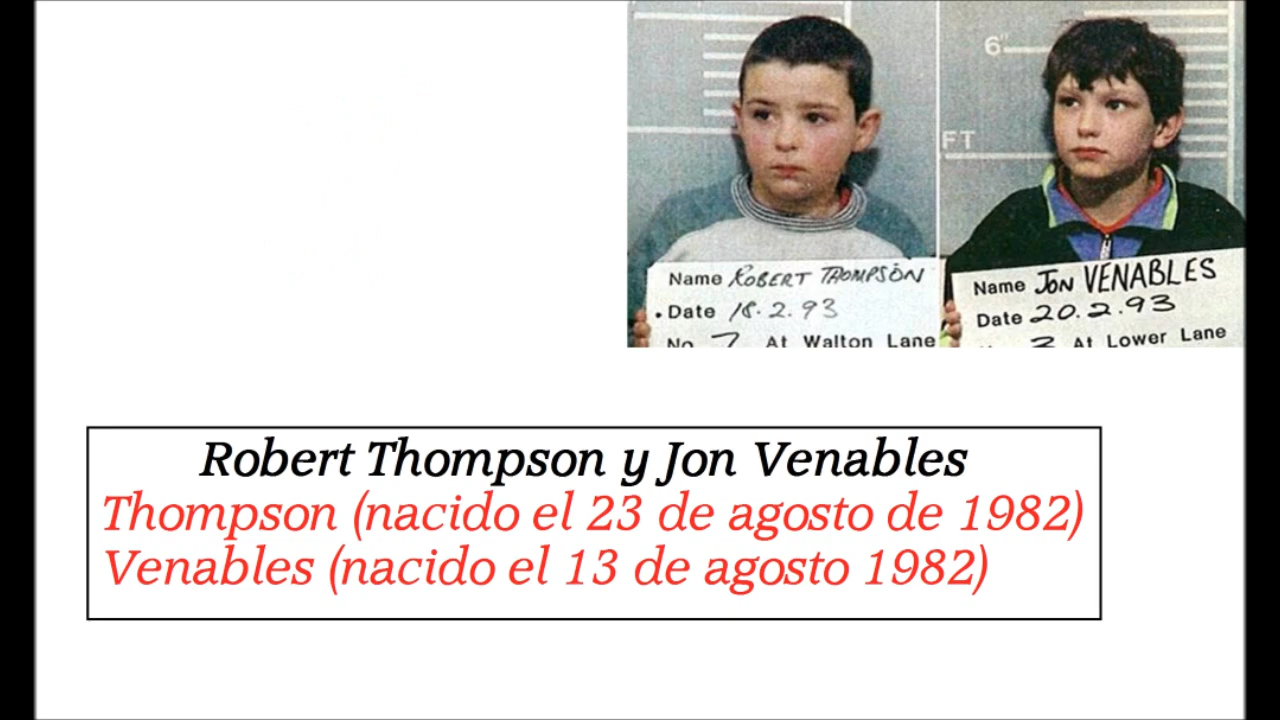 6"
FT
Name ROBERT THOMPSON
Date 18.2.93
No 7 At Walton Lane
Name JON VENABLES
Date 20.2.93
3 At Lower Lane
Robert Thompson y Jon Venables
Thompson (nacido el 23 de agosto de 1982)
Venables (nacido el 13 de agosto 1982)